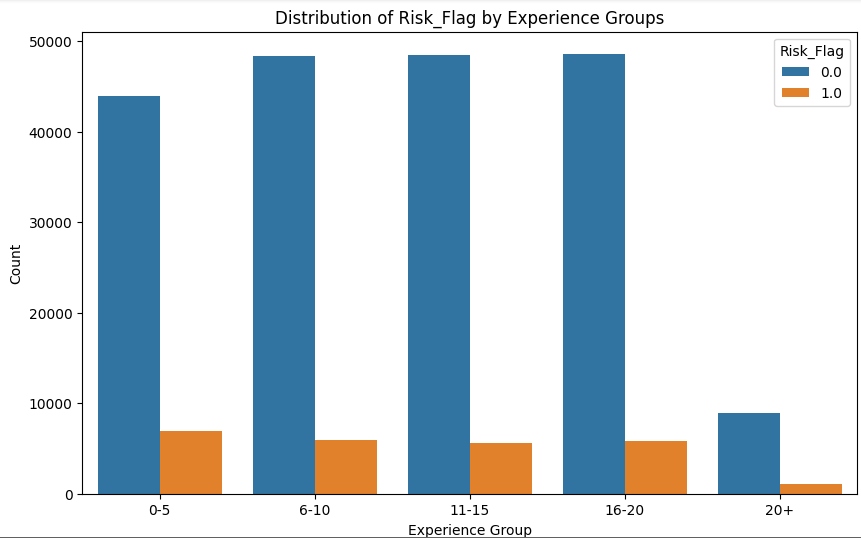 Distribution of Risk_Flag by Experience Groups
Risk_Flag
0.0
1.0
50000
40000
30000
20000
10000
0
Count
0-5 6-10 11-15 16-20 20+
Experience Group